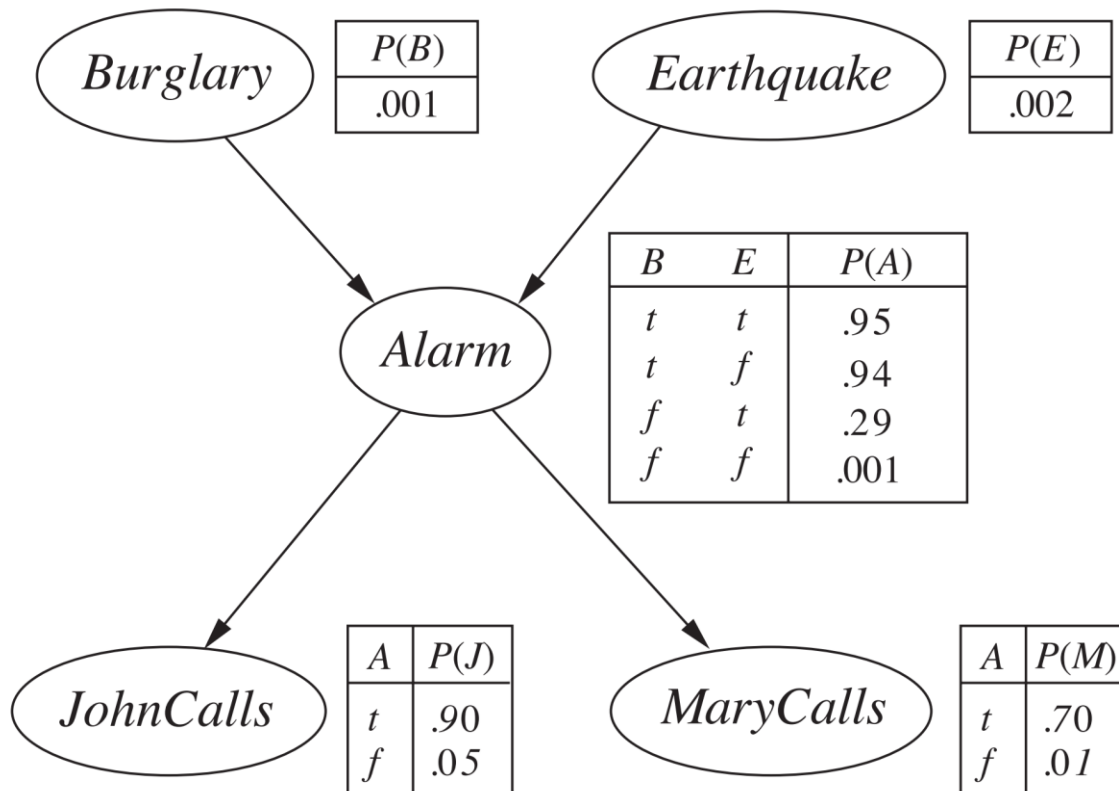 Burglary
P(B)
.001
Earthquake
P(E)
.002
Alarm
B E P(A)
t t .95
t f .94
f t .29
f f .001
JohnCalls
A P(J)
t .90
f .05
MaryCalls
A P(M)
t .70
f .01